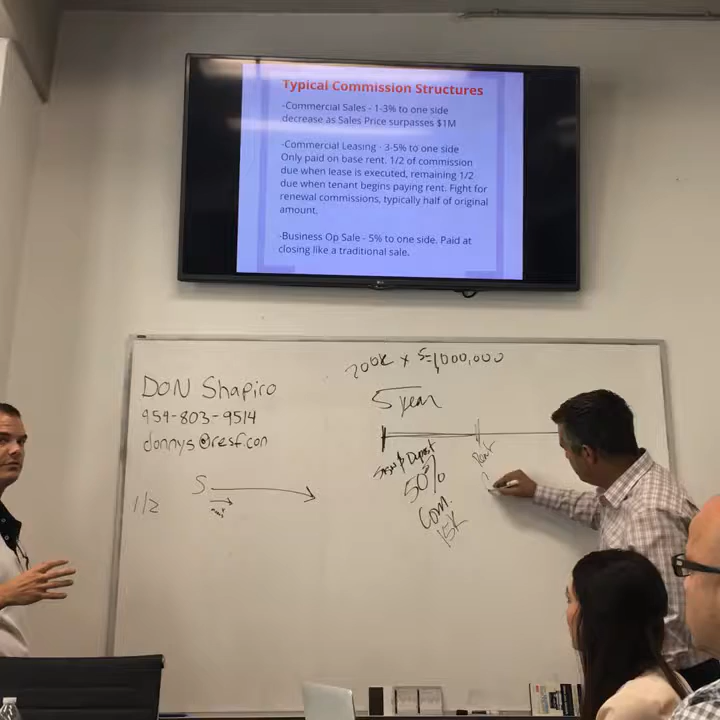 Typical Commission Structures
-Commercial Sales - 1-3% to one side
decrease as Sales Price surpasses $1M
-Commercial Leasing - 3-5% to one side
Only paid on base rent. 1/2 of commission
due when lease is executed, remaining 1/2
due when tenant begins paying rent. Fight for
renewal commissions, typically half of original
amount.
-Business Op Sale - 5% to one side. Paid at
closing like a traditional sale.
LG
200K x 5=1,000,000
DON Shapiro
954-803-9514
donnys@resf.com
5 year
Deposit
Rent
50%
Com.
15K
1/2
5